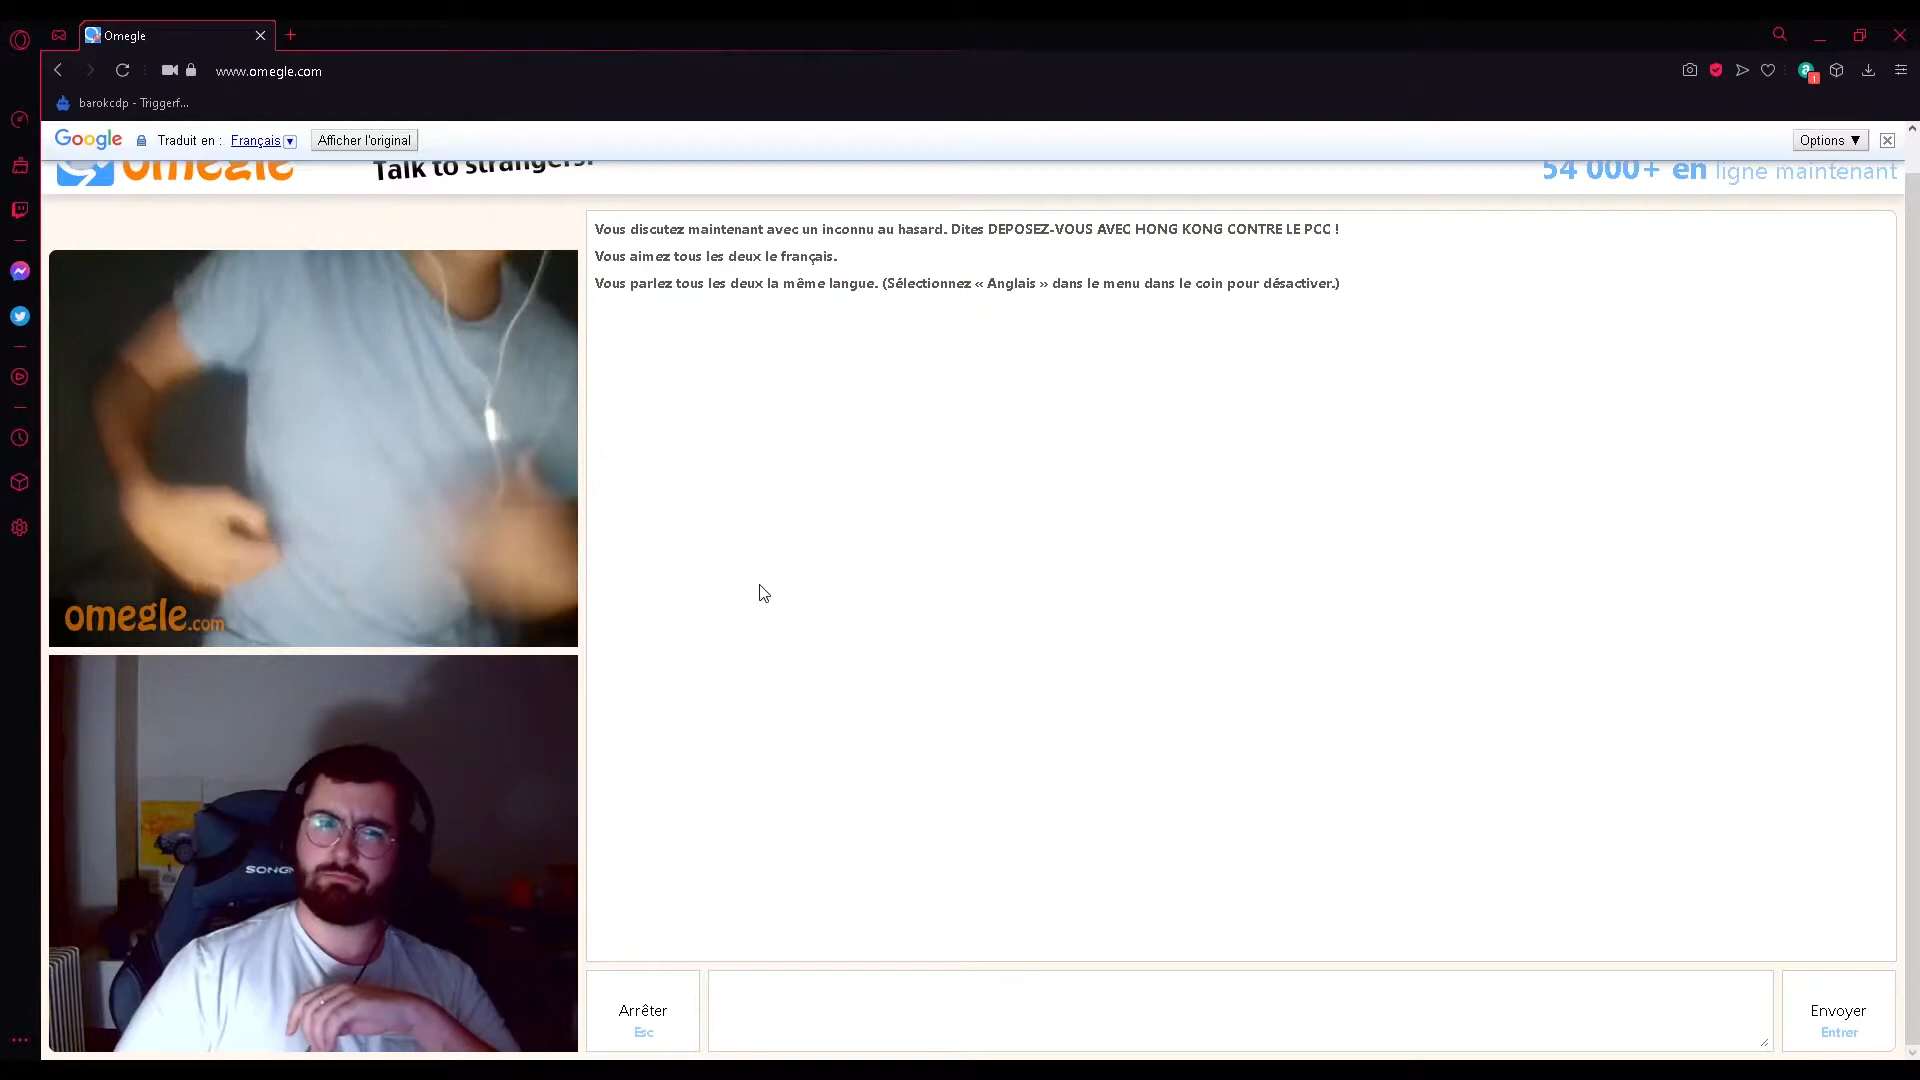 Omegle
www.omegle.com
barokcdp - Triggerf...
Google Traduit en : Français Afficher l'original Options ▼
omegle Talk to strangers! 54 000+ en ligne maintenant
Vous discutez maintenant avec un inconnu au hasard. Dites DEPOSEZ-VOUS AVEC HONG KONG CONTRE LE PCC !
Vous aimez tous les deux le français.
Vous parlez tous les deux la même langue. (Sélectionnez « Anglais » dans le menu dans le coin pour désactiver.)
omegle.com
SONGM
Arrêter
Esc
Envoyer
Entrer